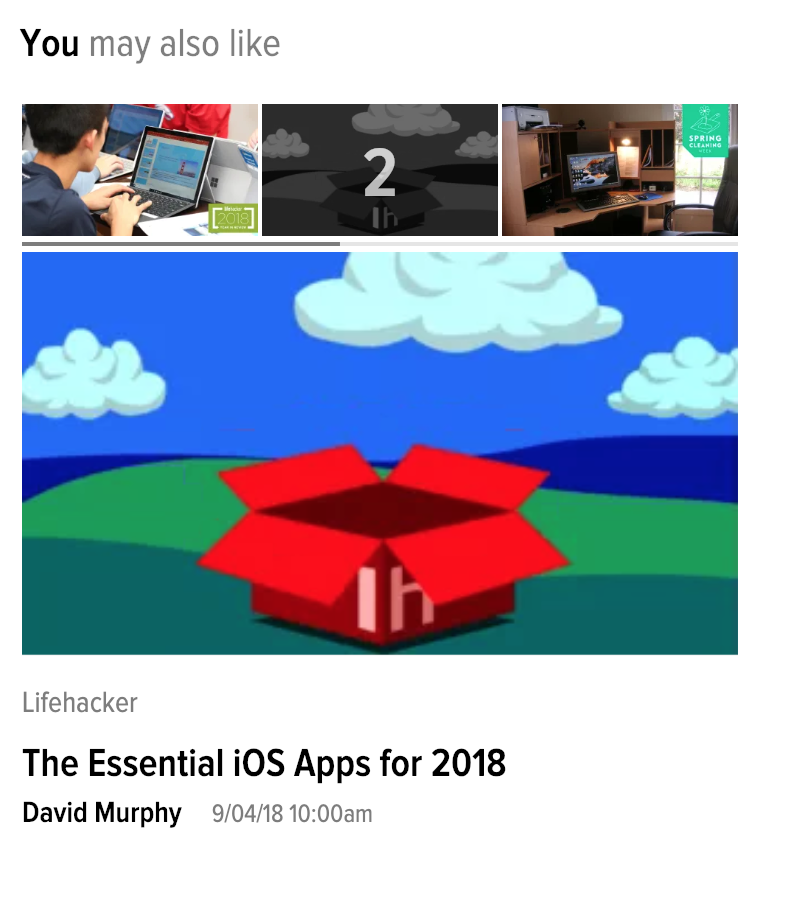 You may also like
2018
2
lh
SPRING
CLEANING
WEEK
lh
Lifehacker
The Essential iOS Apps for 2018
David Murphy 9/04/18 10:00am